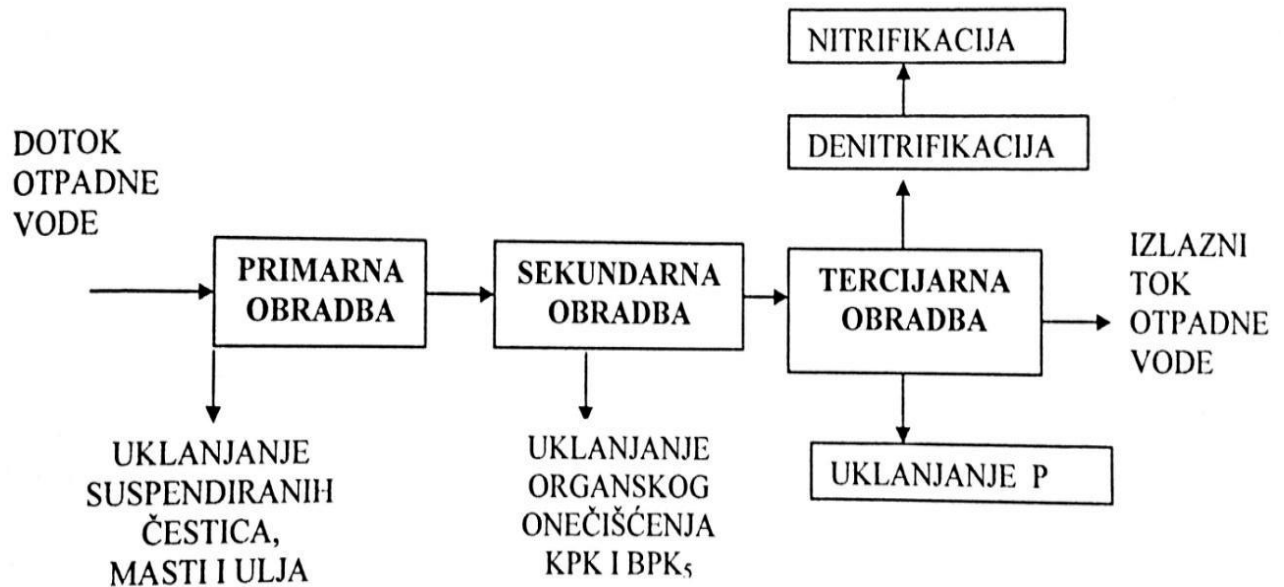 NITRIFIKACIJA
DENITRIFIKACIJA
DOTOK
OTPADNE
VODE
PRIMARNA
OBRADBA
SEKUNDARNA
OBRADBA
TERCIJARNA
OBRADBA
IZLAZNI
TOK
OTPADNE
VODE
UKLANJANJE
SUSPENDIRANIH
ČESTICA,
MASTI I ULJA
UKLANJANJE
ORGANSKOG
ONEČIŠĆENJA
KPK I BPK₅
UKLANJANJE P